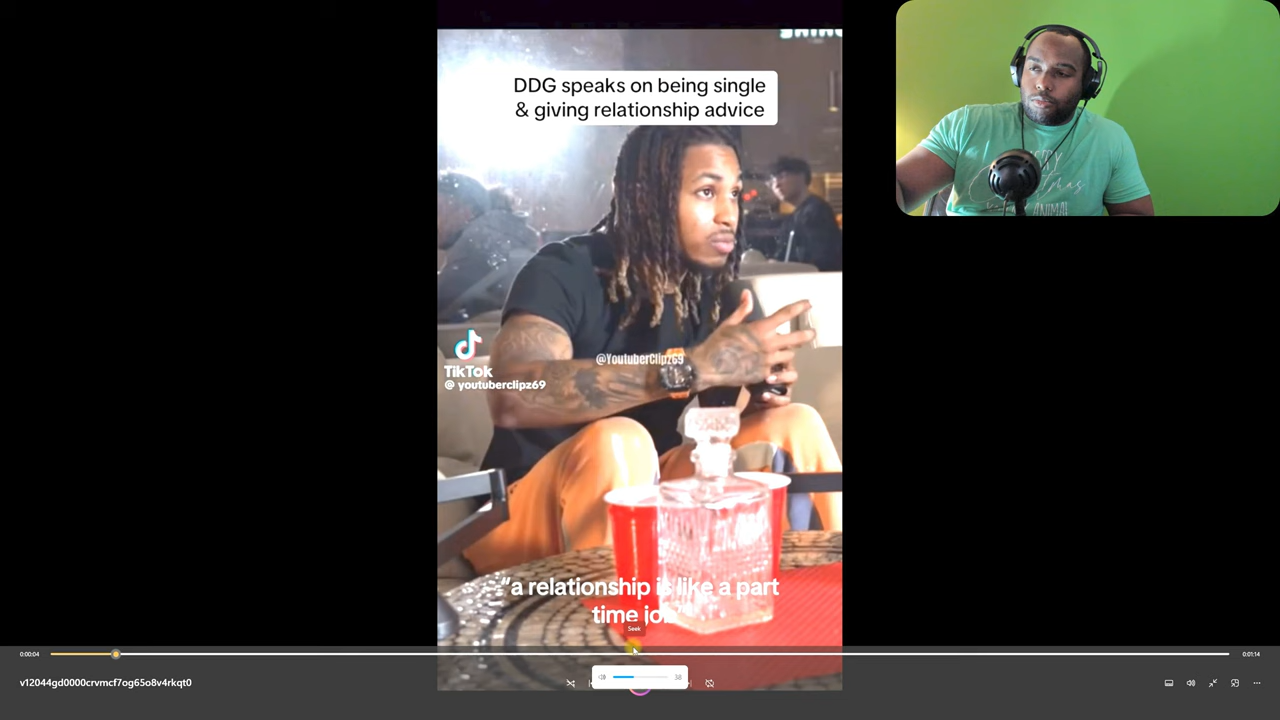 DDG speaks on being single
& giving relationship advice
@YoutuberClipz69
TikTok
@ youtuberclipz69
"a relationship is like a part
time job"
Seek
0:00:04
0:01:14
38
v12044gd0000crvmcf7og65o8v4rkqt0